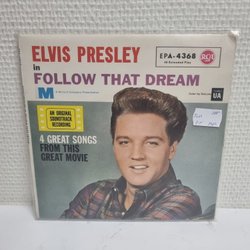 ELVIS PRESLEY
in
FOLLOW THAT DREAM
EPA-4368
RCA
M
UA
AN ORIGINAL
SOUNDTRACK
RECORDING
4 GREAT SONGS
FROM THIS
GREAT MOVIE